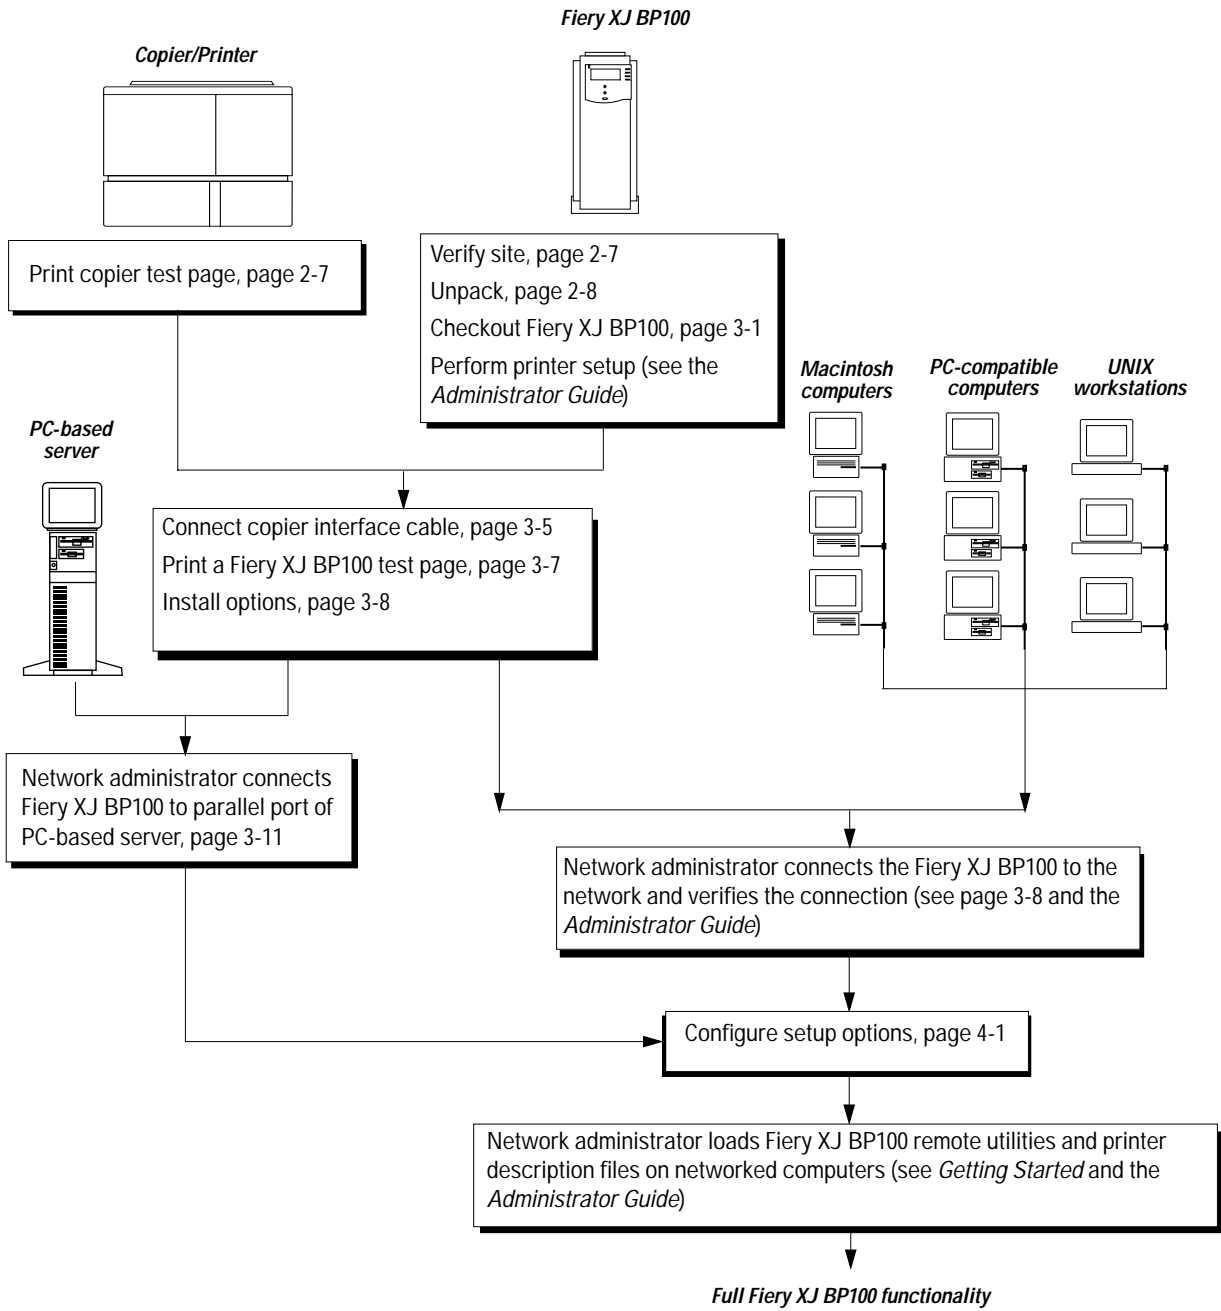 Fiery XJ BP100
Copier/Printer
Print copier test page, page 2-7
Verify site, page 2-7
Unpack, page 2-8
Checkout Fiery XJ BP100, page 3-1
Perform printer setup (see the
Administrator Guide)
Macintosh
computers
PC-compatible
computers
UNIX
workstations
PC-based
server
Connect copier interface cable, page 3-5
Print a Fiery XJ BP100 test page, page 3-7
Install options, page 3-8
Network administrator connects
Fiery XJ BP100 to parallel port of
PC-based server, page 3-11
Network administrator connects the Fiery XJ BP100 to the
network and verifies the connection (see page 3-8 and the
Administrator Guide)
Configure setup options, page 4-1
Network administrator loads Fiery XJ BP100 remote utilities and printer
description files on networked computers (see Getting Started and the
Administrator Guide)
Full Fiery XJ BP100 functionality